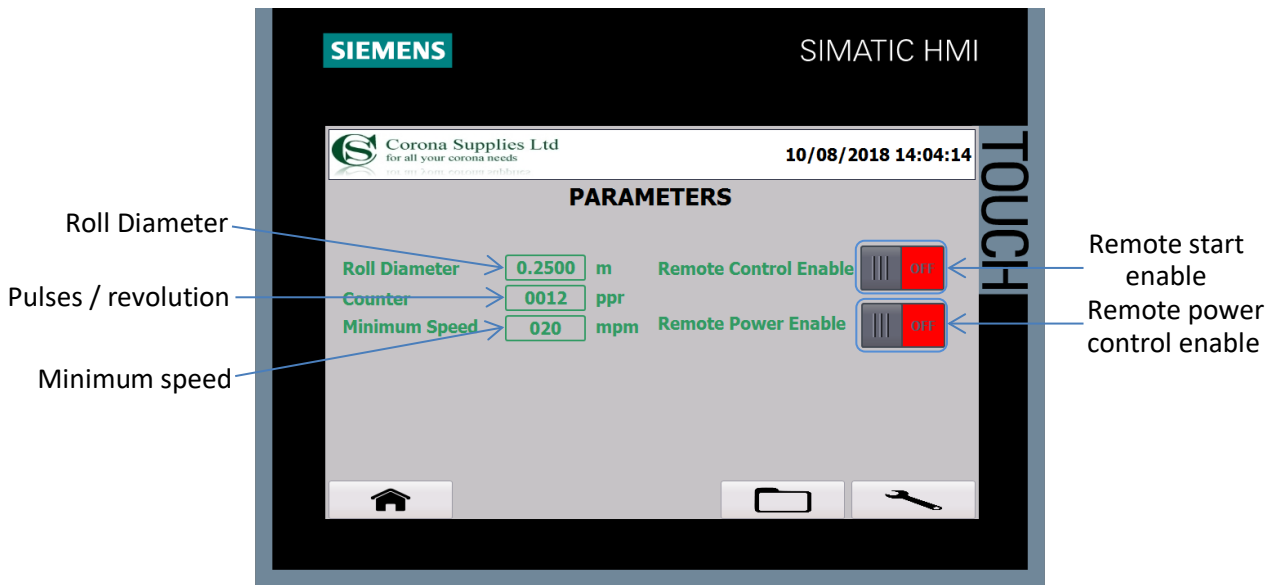 SIEMENS
SIMATIC HMI
TOUCH
Corona Supplies Ltd
for all your corona needs
10/08/2018 14:04:14
PARAMETERS
Roll Diameter
Roll Diameter 0.2500 m
Remote Control Enable OFF
Remote start
enable
Pulses / revolution
Counter 0012 ppr
Minimum Speed 020 mpm
Remote Power Enable OFF
Remote power
control enable
Minimum speed